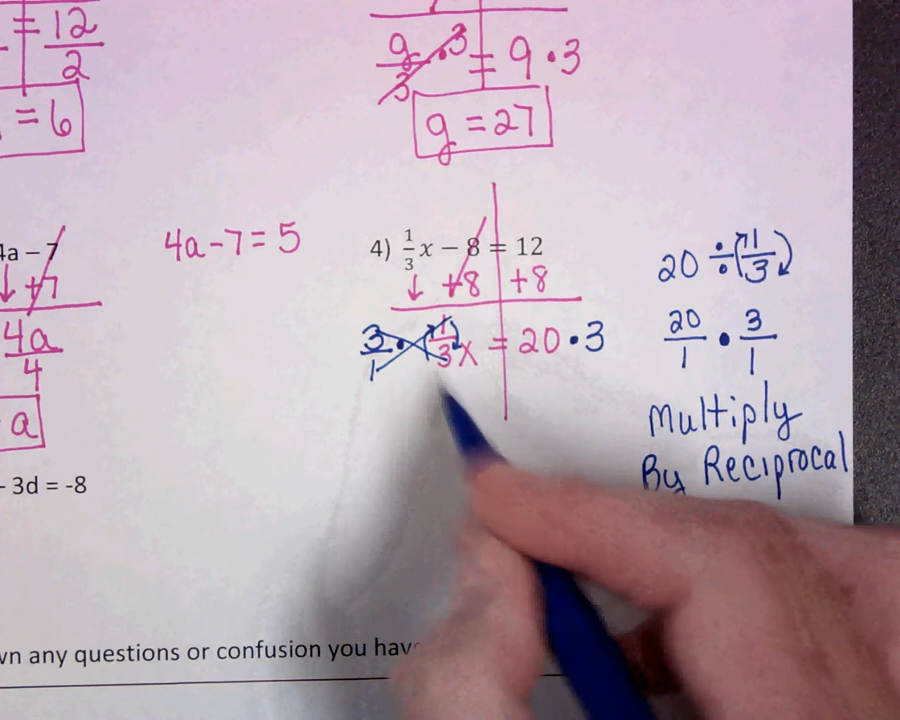 = 12/2
= 6
g/3 · 3 = 9 · 3
g = 27
4a – 7
+7
4a/4
a
4a - 7 = 5
4) 1/3 x – 8 = 12
↓ +8 +8
3/1 · (1/3) x = 20 · 3
20 ÷ (1/3)
20/1 · 3/1
Multiply
By Reciprocal
- 3d = -8
wn any questions or confusion you hav